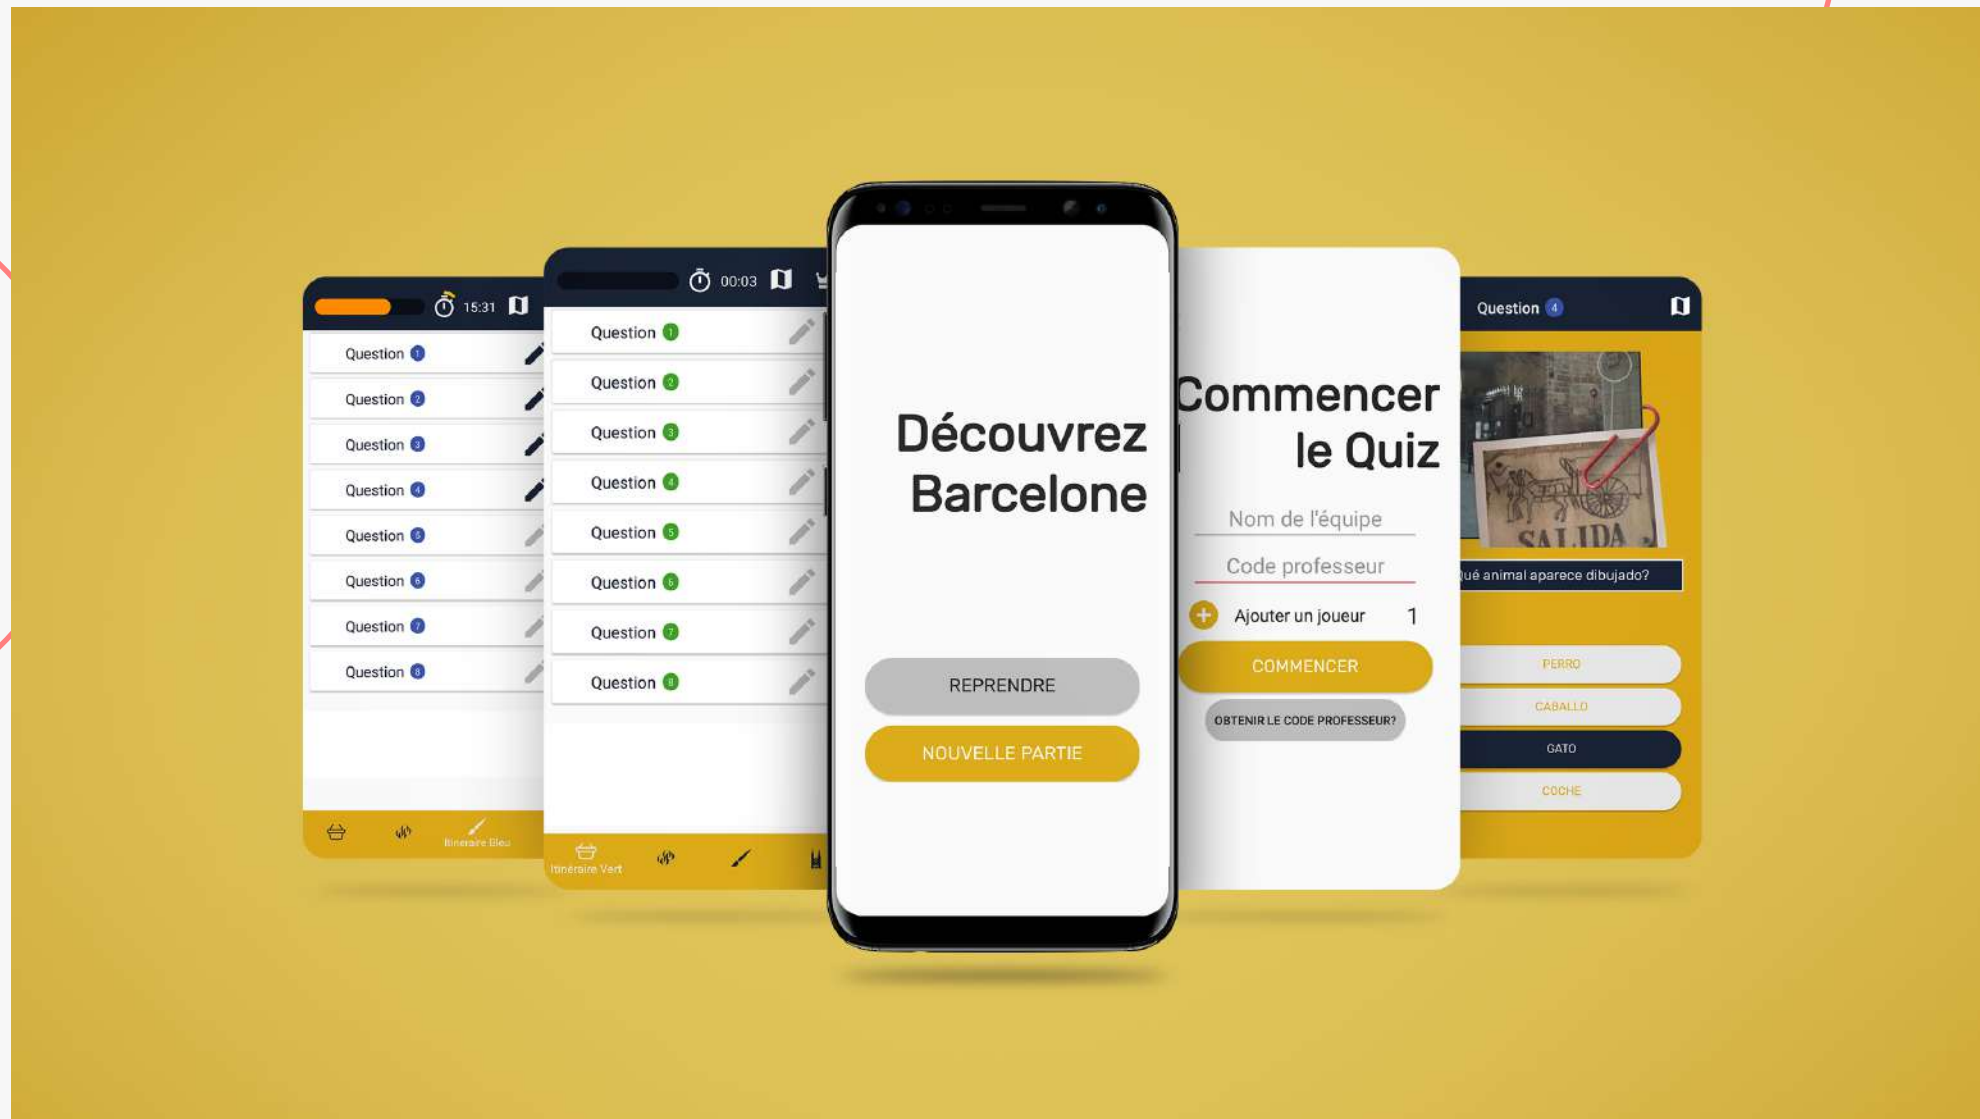 15:31
Question 1
Question 2
Question 3
Question 4
Question 5
Question 6
Question 7
Question 8
Itinéraire Bleu
00:03
Question 1
Question 2
Question 3
Question 4
Question 5
Question 6
Question 7
Question 8
Itinéraire Vert
Découvrez
Barcelone
REPRENDRE
NOUVELLE PARTIE
Commencer
le Quiz
Nom de l'équipe
Code professeur
Ajouter un joueur 1
COMMENCER
OBTENIR LE CODE PROFESSEUR?
Question 4
SALIDA
ué animal aparece dibujado?
PERRO
CABALLO
GATO
COCHE